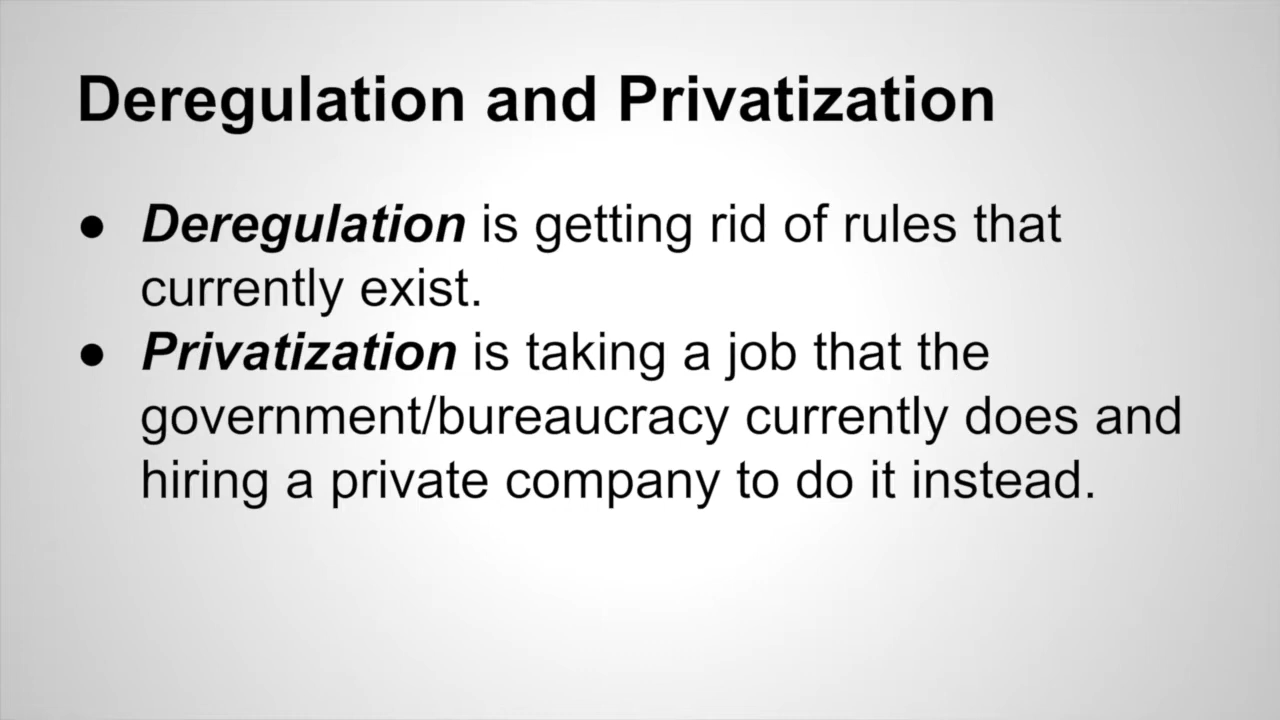 Deregulation and Privatization
● Deregulation is getting rid of rules that
currently exist.
● Privatization is taking a job that the
government/bureaucracy currently does and
hiring a private company to do it instead.